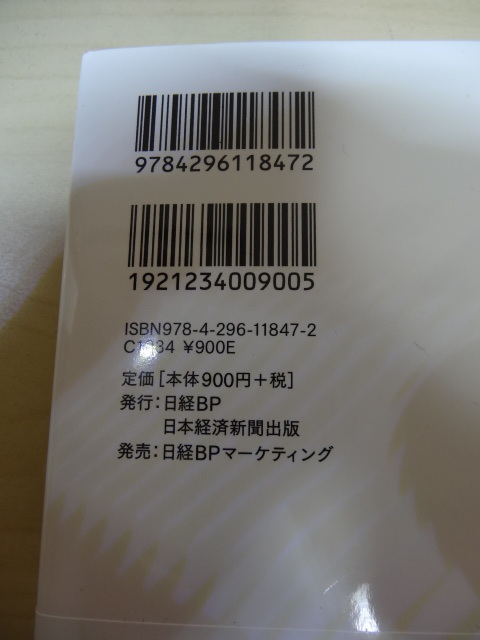 9784296118472
1921234009005
ISBN978-4-296-11847-2
C1234 ¥900E
定価[本体900円+税]
発行:日経BP
日本経済新聞出版
発売:日経BPマーケティング